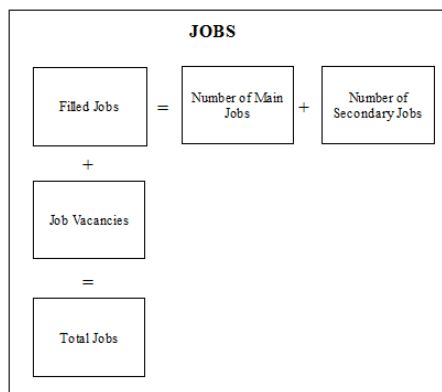 JOBS
Filled Jobs
=
Number of Main
Jobs
+
Number of
Secondary Jobs
+
Job Vacancies
=
Total Jobs